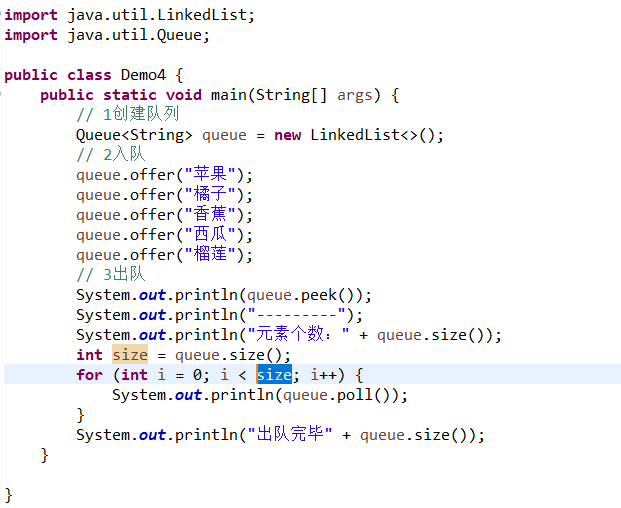 import java.util.LinkedList;
import java.util.Queue;

public class Demo4 {
    public static void main(String[] args) {
        // 1创建队列
        Queue<String> queue = new LinkedList<>();
        // 2入队
        queue.offer("苹果");
        queue.offer("橘子");
        queue.offer("香蕉");
        queue.offer("西瓜");
        queue.offer("榴莲");
        // 3出队
        System.out.println(queue.peek());
        System.out.println("---------");
        System.out.println("元素个数：" + queue.size());
        int size = queue.size();
        for (int i = 0; i < size; i++) {
            System.out.println(queue.poll());
        }
        System.out.println("出队完毕" + queue.size());
    }

}